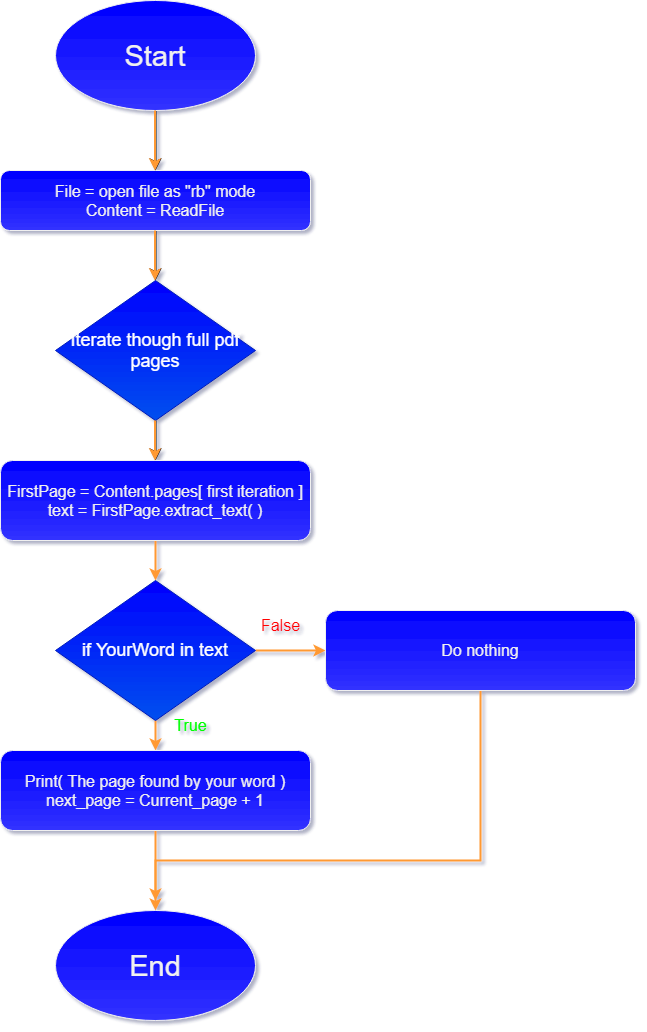 Start
File = open file as "rb" mode
Content = ReadFile
Iterate though full pdf
pages
FirstPage = Content.pages[ first iteration ]
text = FirstPage.extract_text( )
if YourWord in text
False
Do nothing
True
Print( The page found by your word )
next_page = Current_page + 1
End